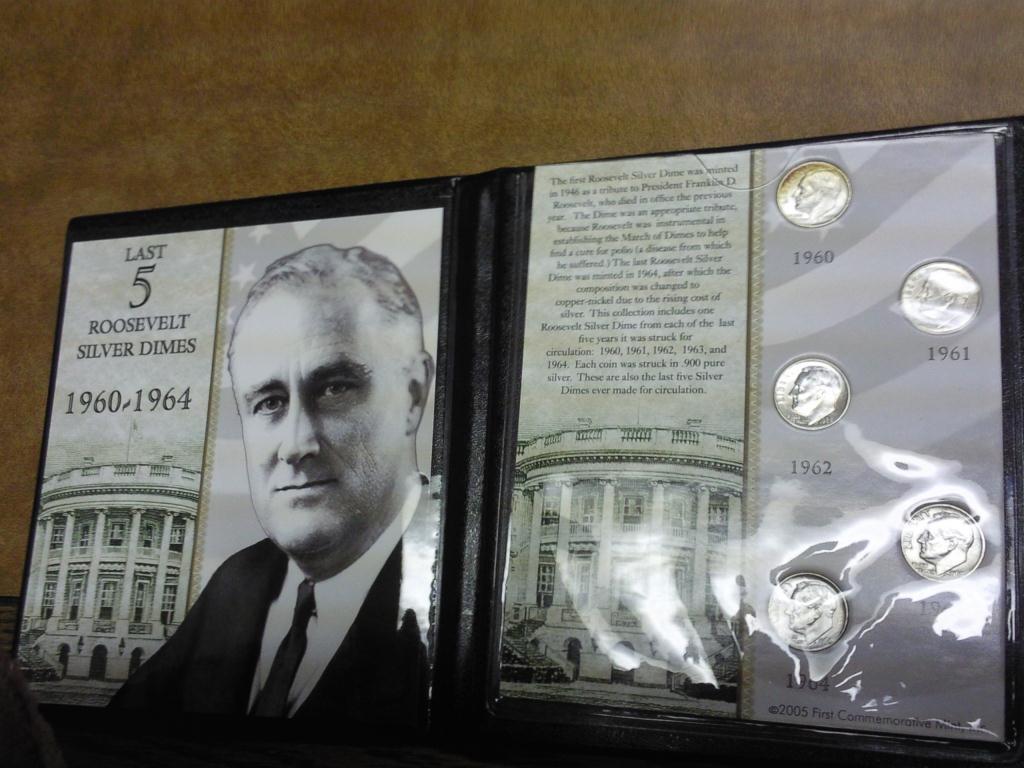 LAST
5
ROOSEVELT
SILVER DIMES
1960-1964
The first Roosevelt Silver Dime was minted
in 1946 as a tribute to President Franklin D.
Roosevelt, who died in office the previous
year. The Dime was an appropriate tribute,
because Roosevelt was instrumental in
establishing the March of Dimes to help
find a cure for polio (a disease from which
he suffered.) The last Roosevelt Silver
Dime was minted in 1964, after which the
composition was changed to
copper-nickel due to the rising cost of
silver. This collection includes one
Roosevelt Silver Dime from each of the last
five years it was struck for
circulation: 1960, 1961, 1962, 1963, and
1964. Each coin was struck in .900 pure
silver. These are also the last five Silver
Dimes ever made for circulation.
1960
1961
1962
1964
©2005 First Commemorative Mint,